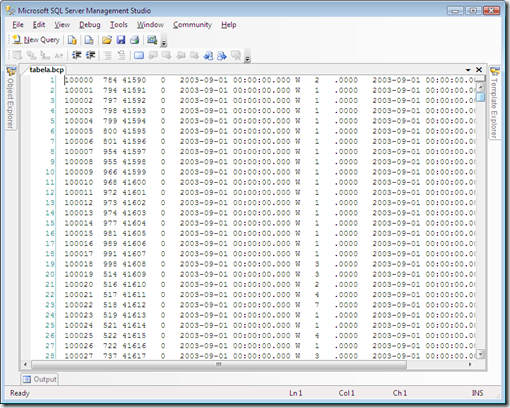 Microsoft SQL Server Management Studio
File Edit View Debug Tools Window Community Help
New Query
tabela.bcp
Object Explorer
Template Explorer
1 100000 784 41590 0 2003-09-01 00:00:00.000 W 2 .0000 2003-09-01 00:00:00.00
2 100001 794 41591 0 2003-09-01 00:00:00.000 W 1 .0000 2003-09-01 00:00:00.00
3 100002 797 41592 0 2003-09-01 00:00:00.000 W 1 .0000 2003-09-01 00:00:00.00
4 100003 798 41593 0 2003-09-01 00:00:00.000 W 1 .0000 2003-09-01 00:00:00.00
5 100004 799 41594 0 2003-09-01 00:00:00.000 W 1 .0000 2003-09-01 00:00:00.00
6 100005 800 41595 0 2003-09-01 00:00:00.000 W 1 .0000 2003-09-01 00:00:00.00
7 100006 801 41596 0 2003-09-01 00:00:00.000 W 1 .0000 2003-09-01 00:00:00.00
8 100007 954 41597 0 2003-09-01 00:00:00.000 W 1 .0000 2003-09-01 00:00:00.00
9 100008 955 41598 0 2003-09-01 00:00:00.000 W 1 .0000 2003-09-01 00:00:00.00
10 100009 966 41599 0 2003-09-01 00:00:00.000 W 1 .0000 2003-09-01 00:00:00.00
11 100010 968 41600 0 2003-09-01 00:00:00.000 W 1 .0000 2003-09-01 00:00:00.00
12 100011 972 41601 0 2003-09-01 00:00:00.000 W 1 .0000 2003-09-01 00:00:00.00
13 100012 973 41602 0 2003-09-01 00:00:00.000 W 1 .0000 2003-09-01 00:00:00.00
14 100013 974 41603 0 2003-09-01 00:00:00.000 W 1 .0000 2003-09-01 00:00:00.00
15 100014 977 41604 0 2003-09-01 00:00:00.000 W 1 .0000 2003-09-01 00:00:00.00
16 100015 981 41605 0 2003-09-01 00:00:00.000 W 1 .0000 2003-09-01 00:00:00.00
17 100016 989 41606 0 2003-09-01 00:00:00.000 W 1 .0000 2003-09-01 00:00:00.00
18 100017 991 41607 0 2003-09-01 00:00:00.000 W 1 .0000 2003-09-01 00:00:00.00
19 100018 998 41608 0 2003-09-01 00:00:00.000 W 3 .0000 2003-09-01 00:00:00.00
20 100019 514 41609 0 2003-09-01 00:00:00.000 W 3 .0000 2003-09-01 00:00:00.00
21 100020 516 41610 0 2003-09-01 00:00:00.000 W 2 .0000 2003-09-01 00:00:00.00
22 100021 517 41611 0 2003-09-01 00:00:00.000 W 4 .0000 2003-09-01 00:00:00.00
23 100022 518 41612 0 2003-09-01 00:00:00.000 W 7 .0000 2003-09-01 00:00:00.00
24 100023 519 41613 0 2003-09-01 00:00:00.000 W 1 .0000 2003-09-01 00:00:00.00
25 100024 521 41614 0 2003-09-01 00:00:00.000 W 1 .0000 2003-09-01 00:00:00.00
26 100025 522 41615 0 2003-09-01 00:00:00.000 W 4 .0000 2003-09-01 00:00:00.00
27 100026 722 41616 0 2003-09-01 00:00:00.000 W 1 .0000 2003-09-01 00:00:00.00
28 100027 737 41617 0 2003-09-01 00:00:00.000 W 3 .0000 2003-09-01 00:00:00.00
Output
Ready Ln 1 Col 1 Ch 1 INS